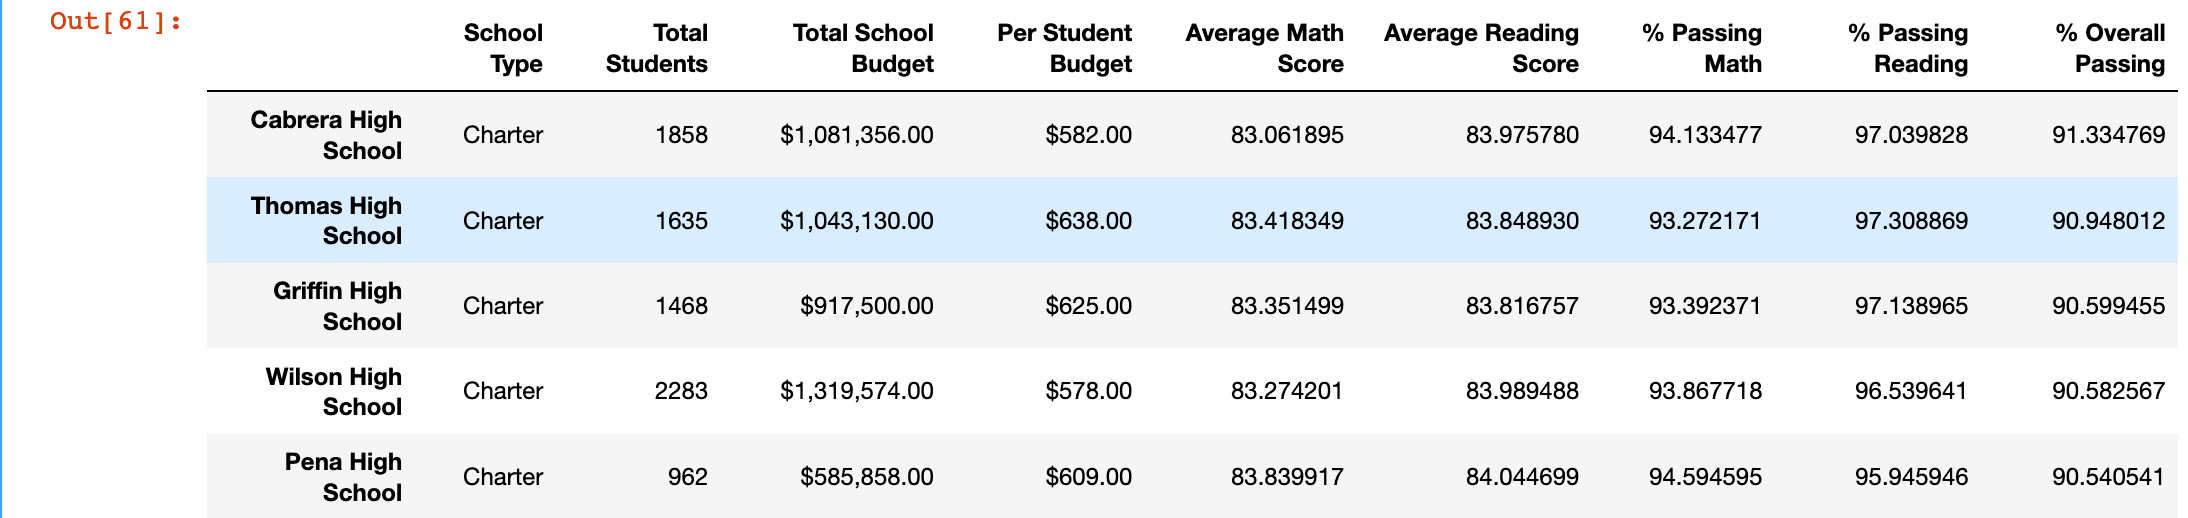 Out[61]:
School Type Total Students Total School Budget Per Student Budget Average Math Score Average Reading Score % Passing Math % Passing Reading % Overall Passing
Cabrera High School Charter 1858 $1,081,356.00 $582.00 83.061895 83.975780 94.133477 97.039828 91.334769
Thomas High School Charter 1635 $1,043,130.00 $638.00 83.418349 83.848930 93.272171 97.308869 90.948012
Griffin High School Charter 1468 $917,500.00 $625.00 83.351499 83.816757 93.392371 97.138965 90.599455
Wilson High School Charter 2283 $1,319,574.00 $578.00 83.274201 83.989488 93.867718 96.539641 90.582567
Pena High School Charter 962 $585,858.00 $609.00 83.839917 84.044699 94.594595 95.945946 90.540541